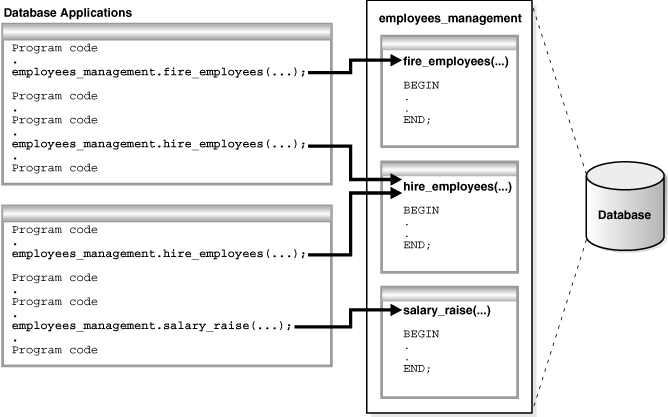 Database Applications
Program code
.
employees_management.fire_employees(...);
Program code
.
Program code
.
employees_management.hire_employees(...);
.
Program code
Program code
.
employees_management.hire_employees(...);
.
Program code
.
Program code
.
employees_management.salary_raise(...);
.
Program code
employees_management
fire_employees(...)
BEGIN
.
.
END;
hire_employees(...)
BEGIN
.
.
END;
salary_raise(...)
BEGIN
.
.
END;
Database